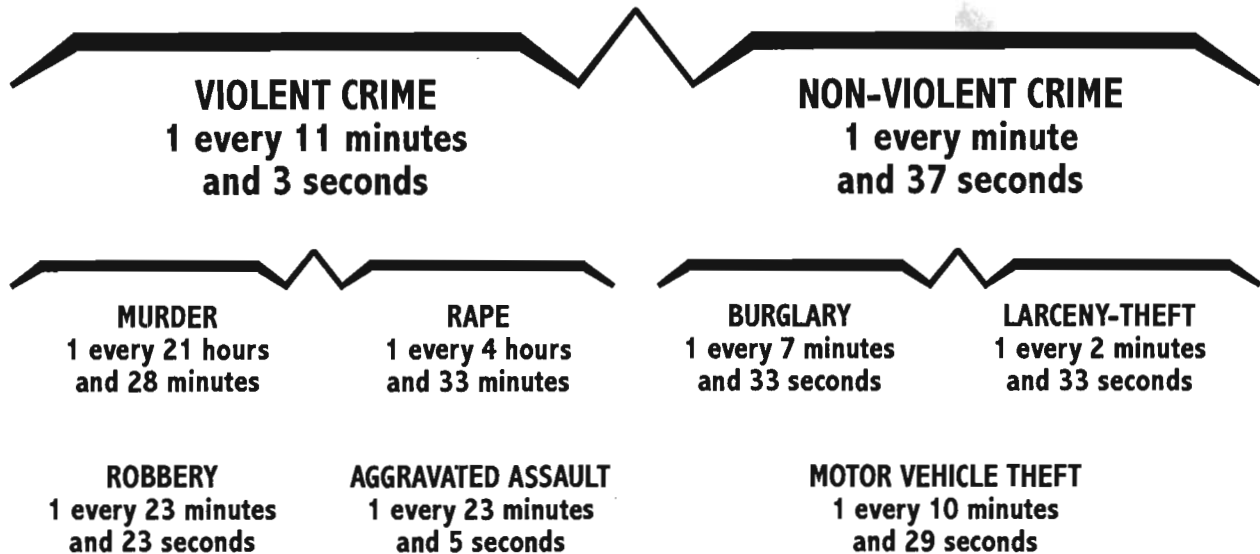 VIOLENT CRIME
1 every 11 minutes
and 3 seconds
NON-VIOLENT CRIME
1 every minute
and 37 seconds
MURDER
1 every 21 hours
and 28 minutes
RAPE
1 every 4 hours
and 33 minutes
BURGLARY
1 every 7 minutes
and 33 seconds
LARCENY-THEFT
1 every 2 minutes
and 33 seconds
ROBBERY
1 every 23 minutes
and 23 seconds
AGGRAVATED ASSAULT
1 every 23 minutes
and 5 seconds
MOTOR VEHICLE THEFT
1 every 10 minutes
and 29 seconds